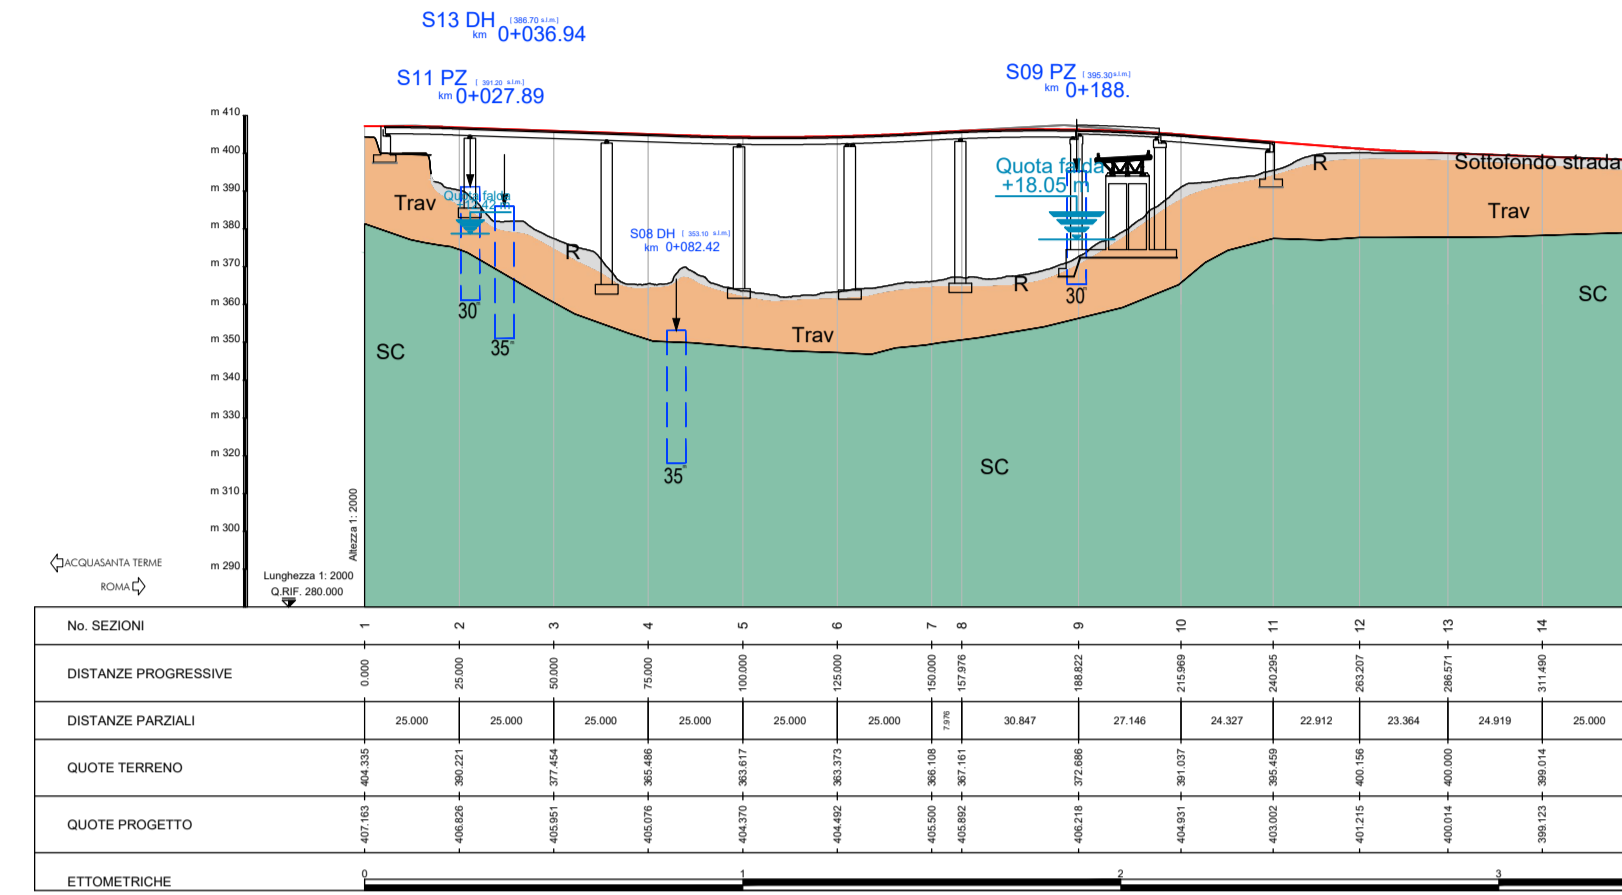 S13 DH [ 386.70 s.l.m.]
km 0+036.94
S11 PZ [ 391.20 s.l.m.]
km 0+027.89
S09 PZ [ 395.30 s.l.m.]
km 0+188.
m 410
m 400
m 390
m 380
m 370
m 360
m 350
m 340
m 330
m 320
m 310
m 300
m 290
Quota falda
+18.05 m
Quota falda
S08 DH [ 353.10 s.l.m.]
km 0+082.42
Trav
R
R
R
Sottofondo strada
Trav
Trav
30 m
35 m
35 m
30 m
SC
SC
SC
Altezza 1: 2000
ACQUASANTA TERME
ROMA
Lunghezza 1: 2000
Q.RIF. 280.000
No. SEZIONI 1 2 3 4 5 6 7 8 9 10 11 12 13 14
DISTANZE PROGRESSIVE 0.000 25.000 50.000 75.000 100.000 125.000 150.000 157.976 188.822 215.969 240.295 263.207 286.571 311.490
DISTANZE PARZIALI 25.000 25.000 25.000 25.000 25.000 25.000 7.976 30.847 27.146 24.327 22.912 23.364 24.919 25.000
QUOTE TERRENO 404.335 390.221 377.454 365.486 363.617 363.373 366.108 367.161 372.686 391.037 395.459 400.156 400.000 399.014
QUOTE PROGETTO 407.163 406.826 405.951 405.076 404.370 404.492 405.500 405.892 406.218 404.931 403.002 401.215 400.014 399.123
ETTOMETRICHE 0 1 2 3